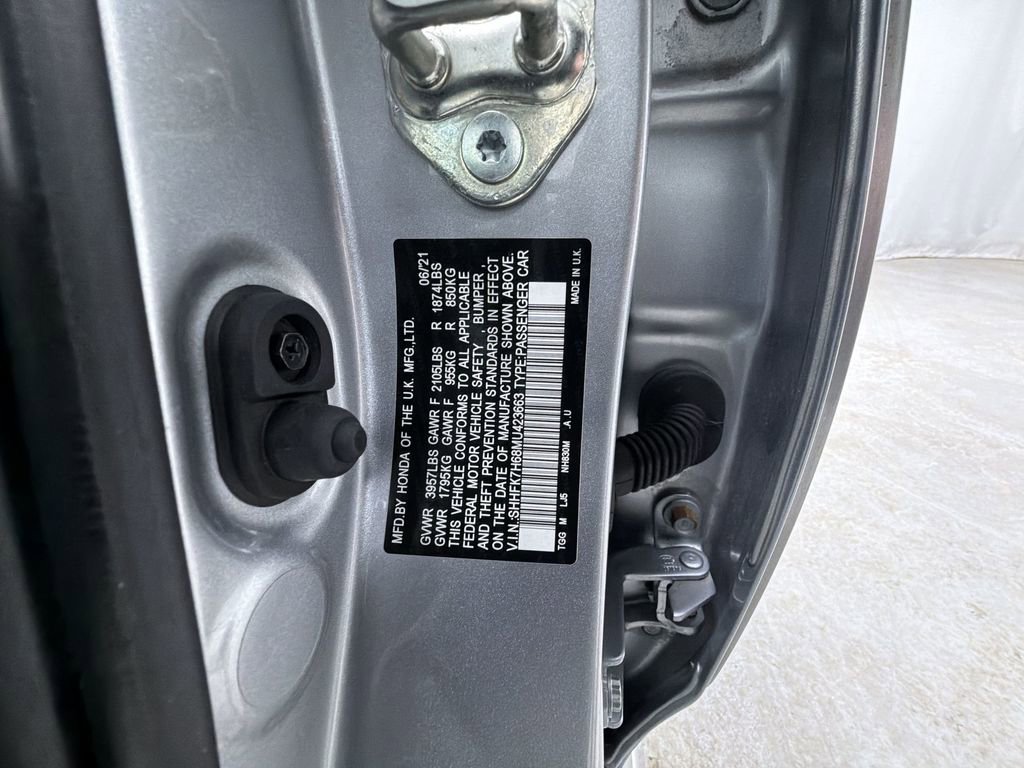 MFD.BY HONDA OF THE U.K. MFG.,LTD. 06/21
GVWR 3957LBS GAWR F 2105LBS R 1874LBS
GVWR 1795KG GAWR F 955KG R 850KG
THIS VEHICLE CONFORMS TO ALL APPLICABLE
FEDERAL MOTOR VEHICLE SAFETY , BUMPER ,
AND THEFT PREVENTION STANDARDS IN EFFECT
ON THE DATE OF MANUFACTURE SHOWN ABOVE.
V.I.N.:SHHFK7H68MU423663 TYPE:PASSENGER CAR
TGG M LJ5 NH830M .A.U MADE IN U.K.